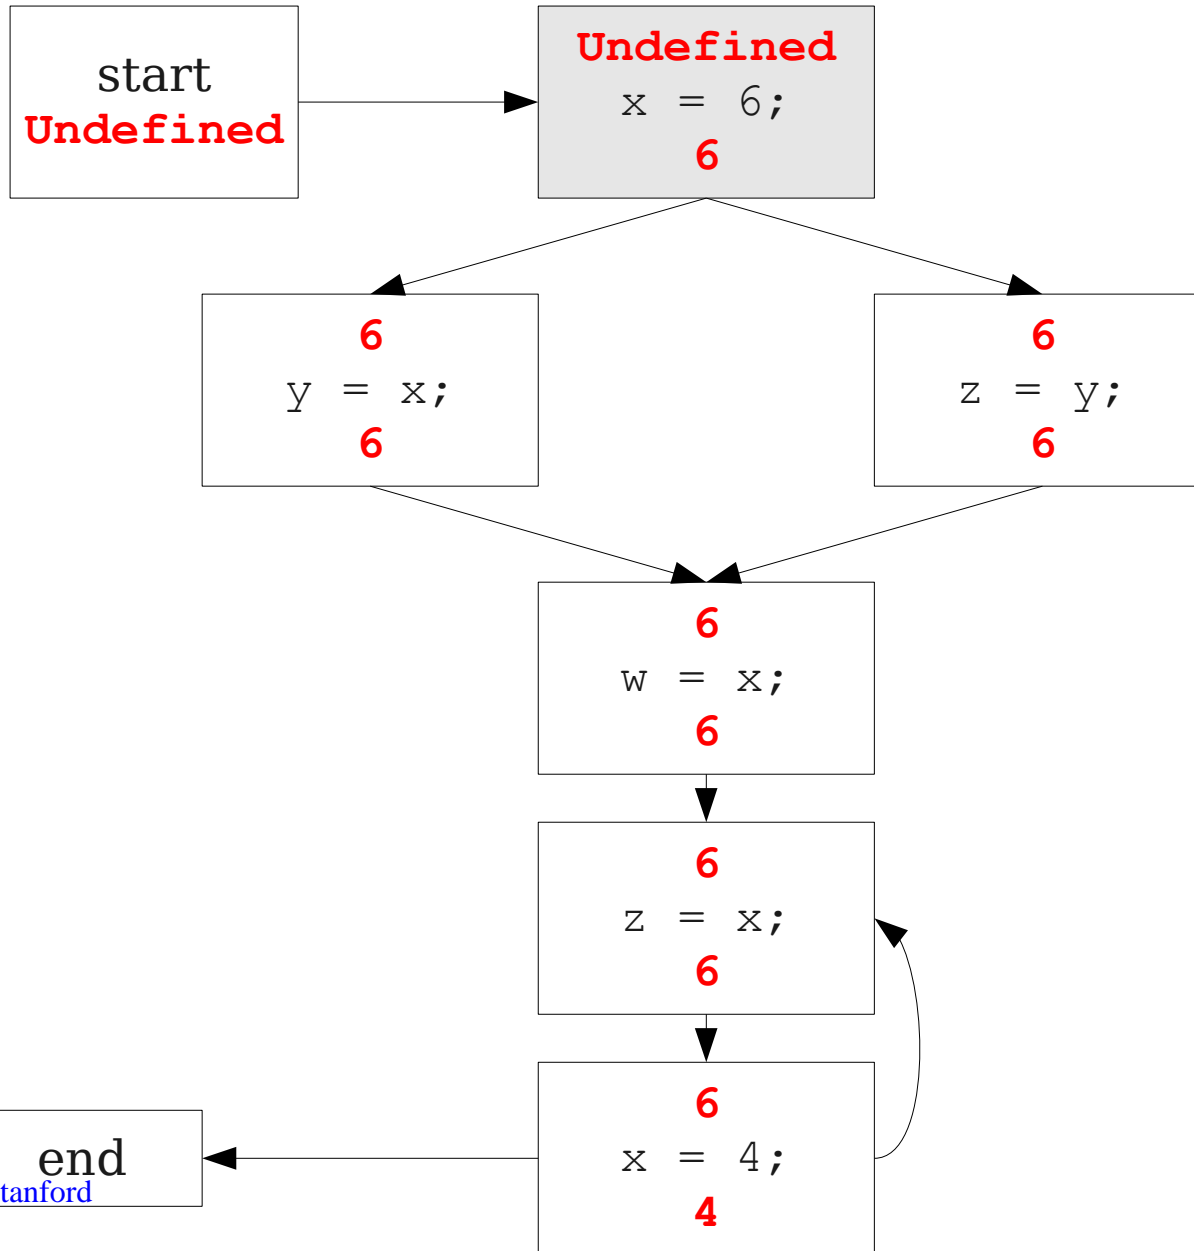 start
Undefined
Undefined
x = 6;
6
6
y = x;
6
6
z = y;
6
6
w = x;
6
6
z = x;
6
6
x = 4;
4
end
tanford